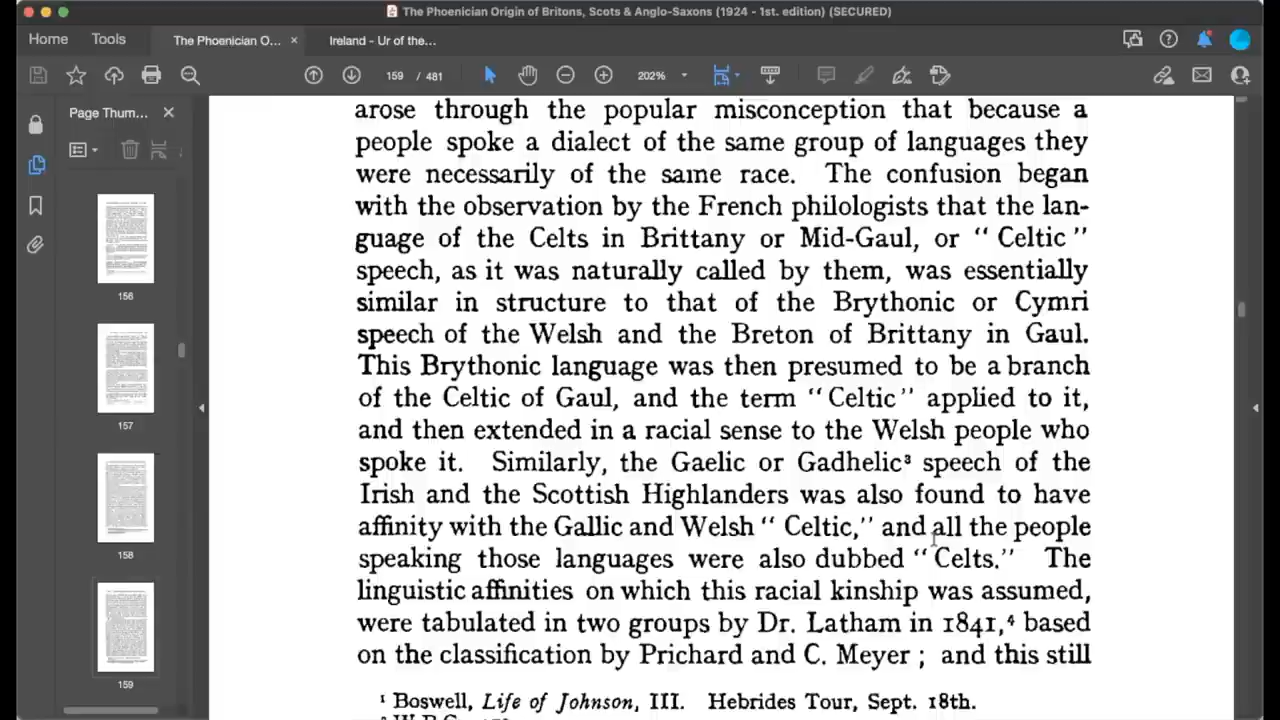 The Phoenician Origin of Britons, Scots & Anglo-Saxons (1924 - 1st. edition) (SECURED)
Home Tools The Phoenician O... × Ireland - Ur of the...
159 / 481 202%
Page Thum...
156
157
158
159
arose through the popular misconception that because a
people spoke a dialect of the same group of languages they
were necessarily of the same race. The confusion began
with the observation by the French philologists that the lan-
guage of the Celts in Brittany or Mid-Gaul, or “ Celtic ”
speech, as it was naturally called by them, was essentially
similar in structure to that of the Brythonic or Cymri
speech of the Welsh and the Breton of Brittany in Gaul.
This Brythonic language was then presumed to be a branch
of the Celtic of Gaul, and the term “ Celtic ” applied to it,
and then extended in a racial sense to the Welsh people who
spoke it. Similarly, the Gaelic or Gadhelic³ speech of the
Irish and the Scottish Highlanders was also found to have
affinity with the Gallic and Welsh “ Celtic,” and all the people
speaking those languages were also dubbed “ Celts.” The
linguistic affinities on which this racial kinship was assumed,
were tabulated in two groups by Dr. Latham in 1841,⁴ based
on the classification by Prichard and C. Meyer ; and this still
¹ Boswell, Life of Johnson, III. Hebrides Tour, Sept. 18th.